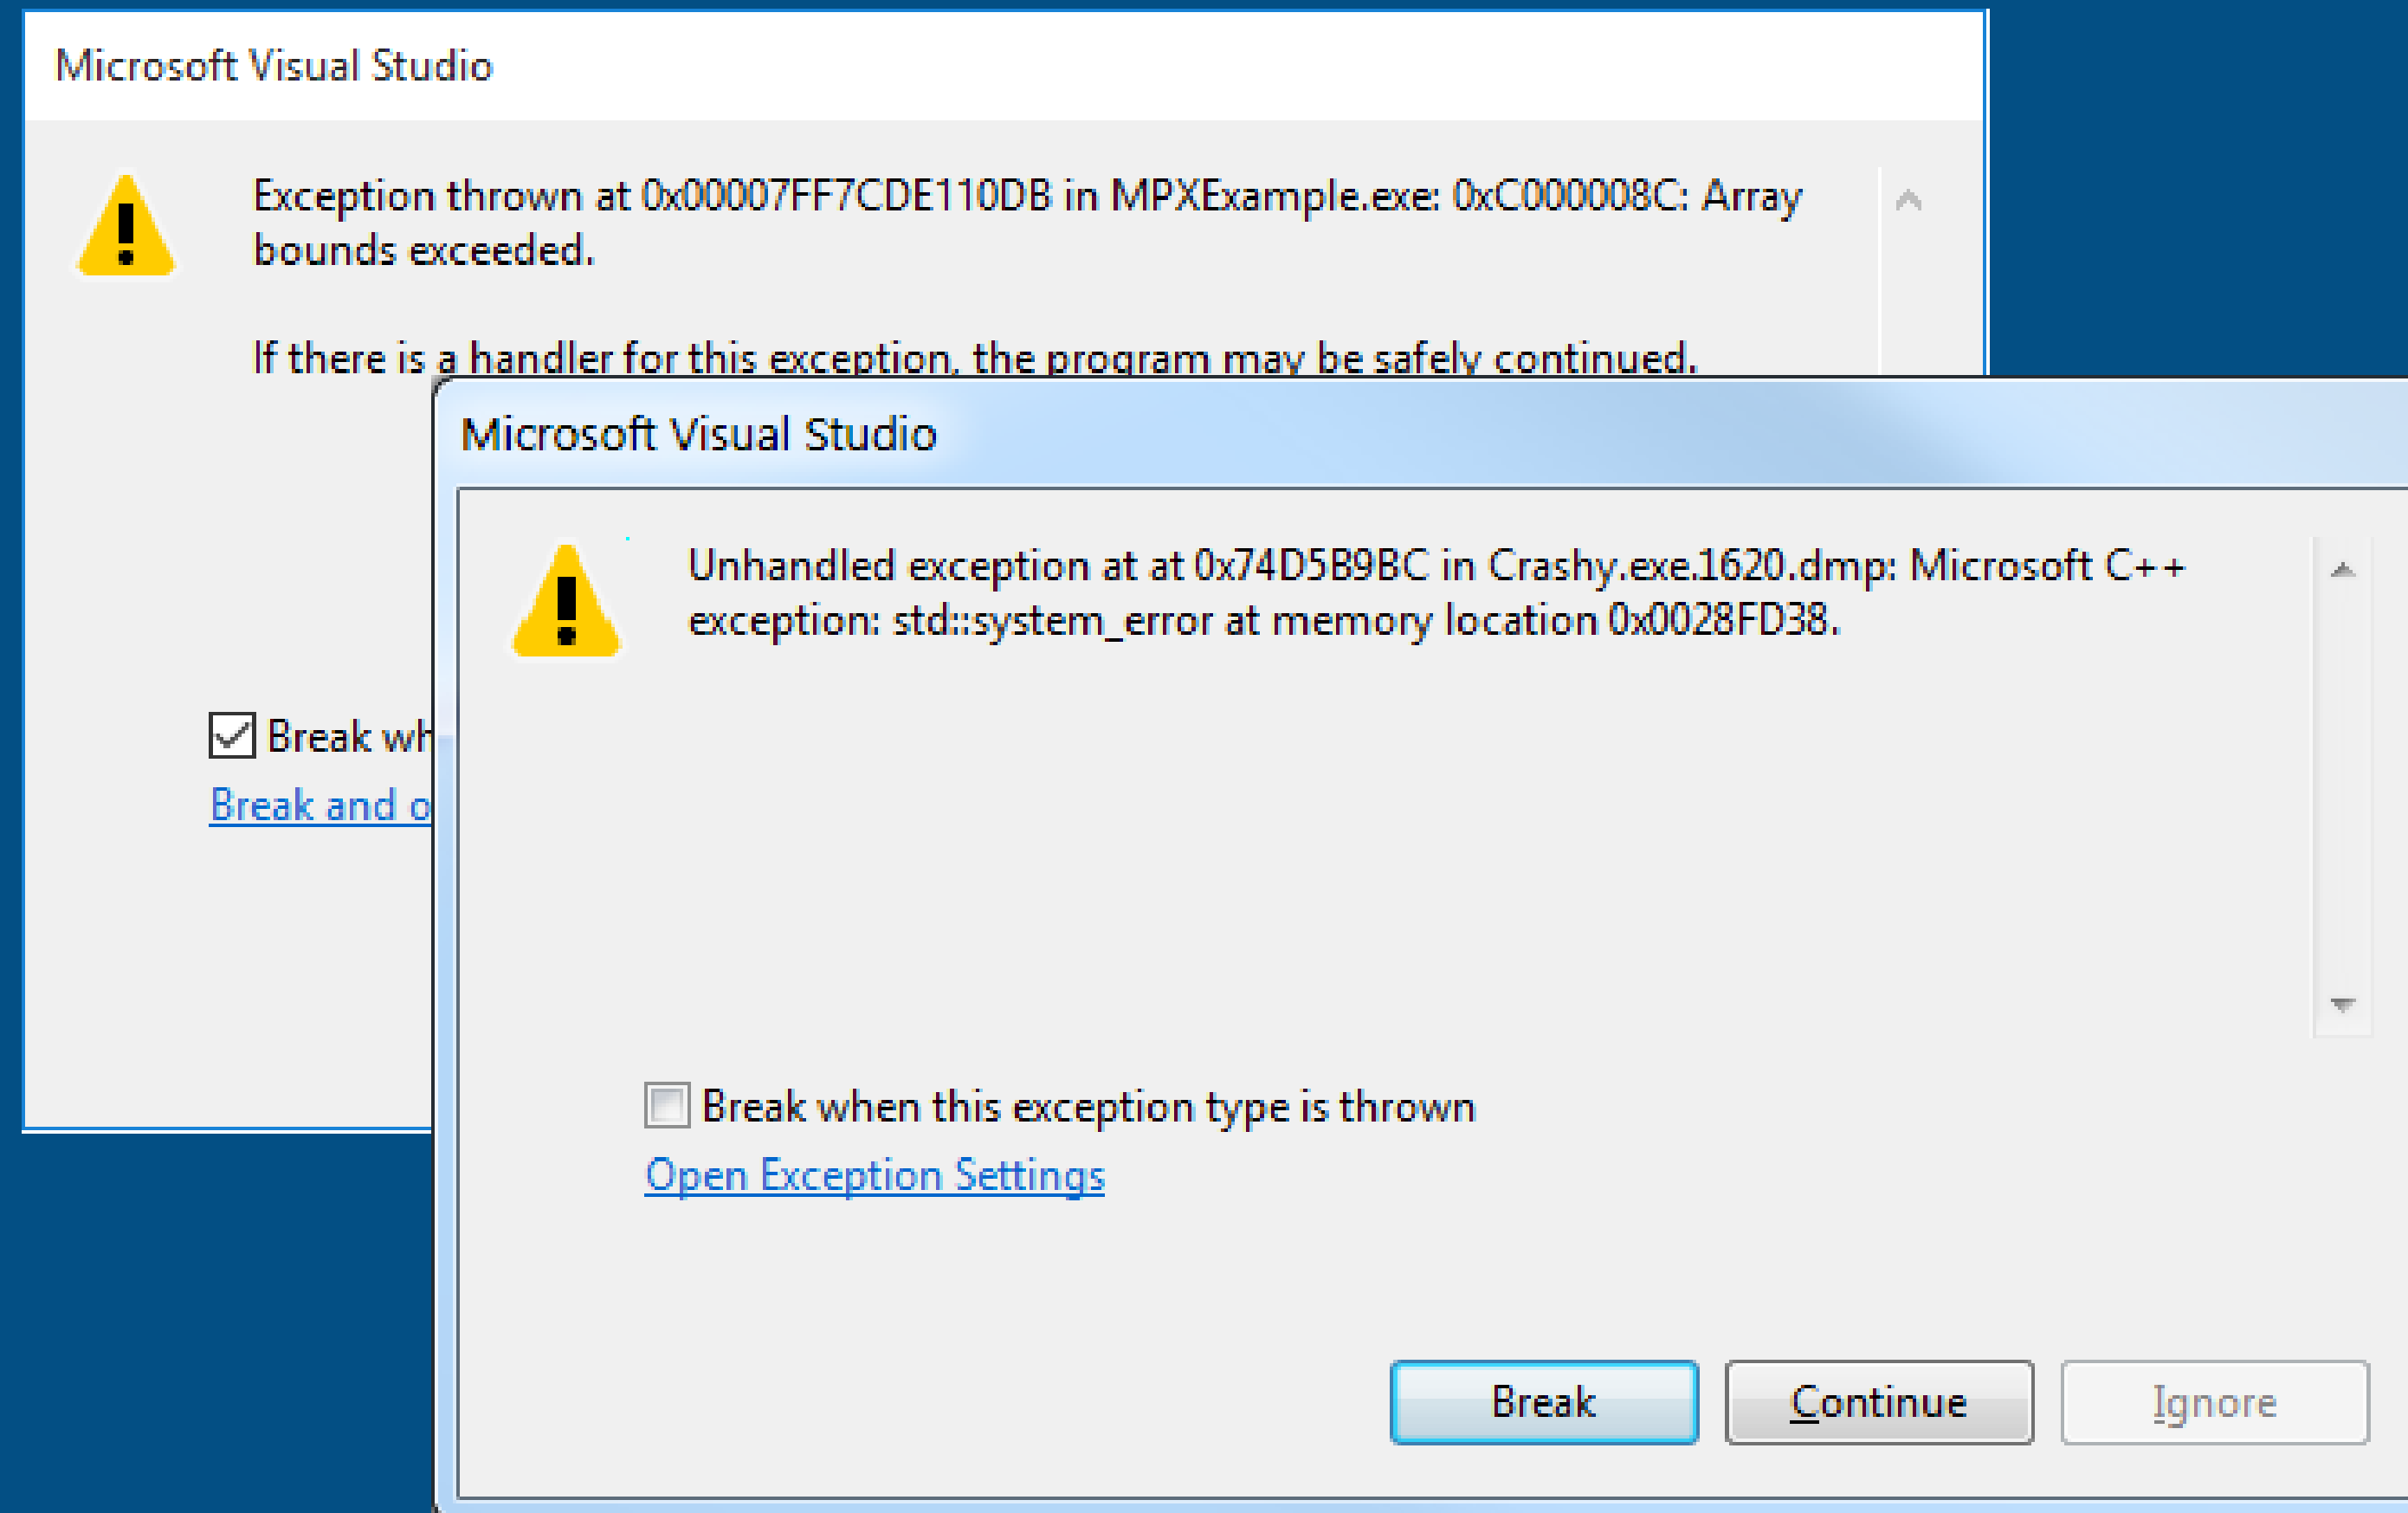 Microsoft Visual Studio
Exception thrown at 0x00007FF7CDE110DB in MPXExample.exe: 0xC000008C: Array
bounds exceeded.
If there is a handler for this exception, the program may be safely continued.
Break
Break and
Microsoft Visual Studio
Unhandled exception at at 0x74D5B9BC in Crashy.exe.1620.dmp: Microsoft C++
exception: std::system_error at memory location 0x0028FD38.
Break when this exception type is thrown
Open Exception Settings
Break
Continue
Ignore